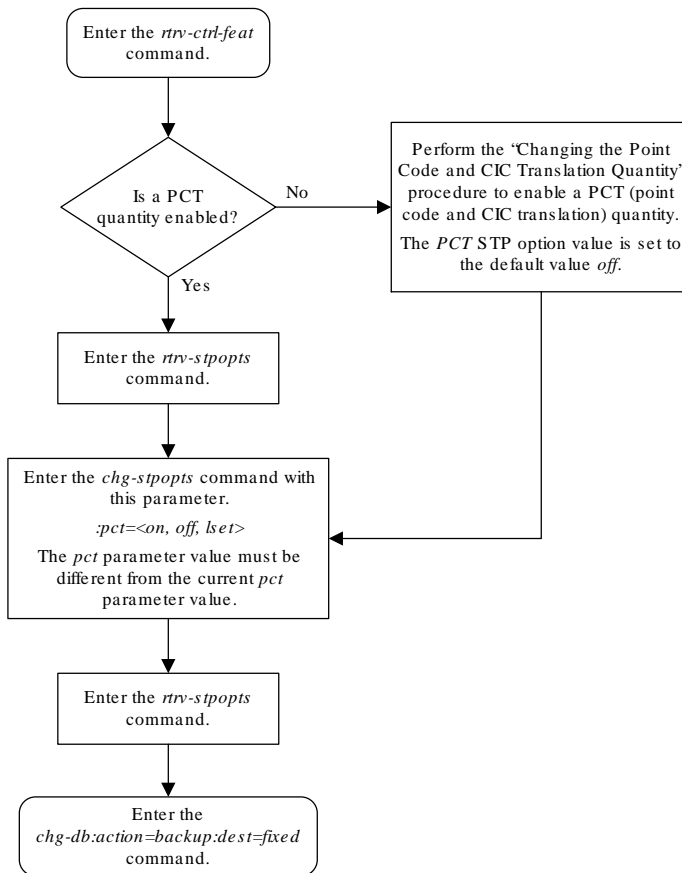 Enter the rtrv-ctrl-feat
command.
Is a PCT
quantity enabled?
No
Yes
Perform the “Changing the Point
Code and CIC Translation Quantity”
procedure to enable a PCT (point
code and CIC translation) quantity.
The PCT STP option value is set to
the default value off.
Enter the rtrv-stpopts
command.
Enter the chg-stpopts command with
this parameter.
:pct=<on, off, lset>
The pct parameter value must be
different from the current pct
parameter value.
Enter the rtrv-stpopts
command.
Enter the
chg-db:action=backup:dest=fixed
command.